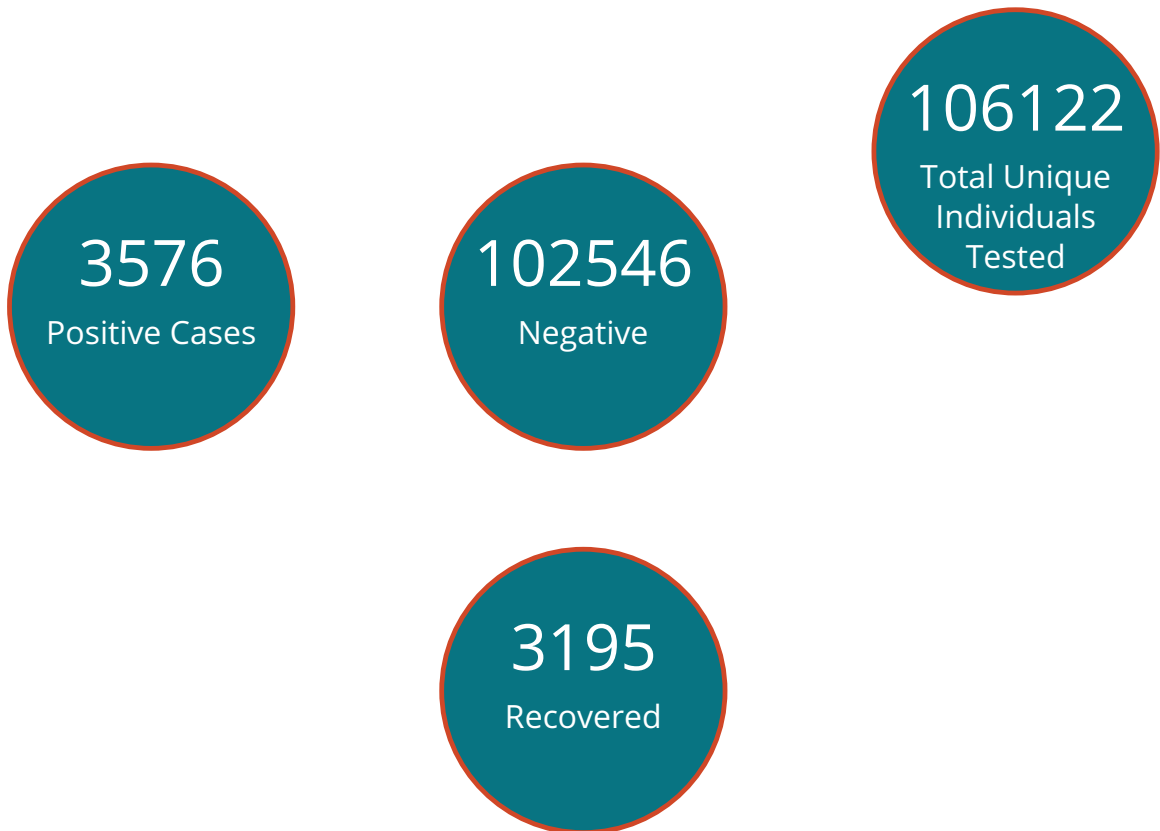 3576
Positive Cases
102546
Negative
106122
Total Unique
Individuals
Tested
3195
Recovered